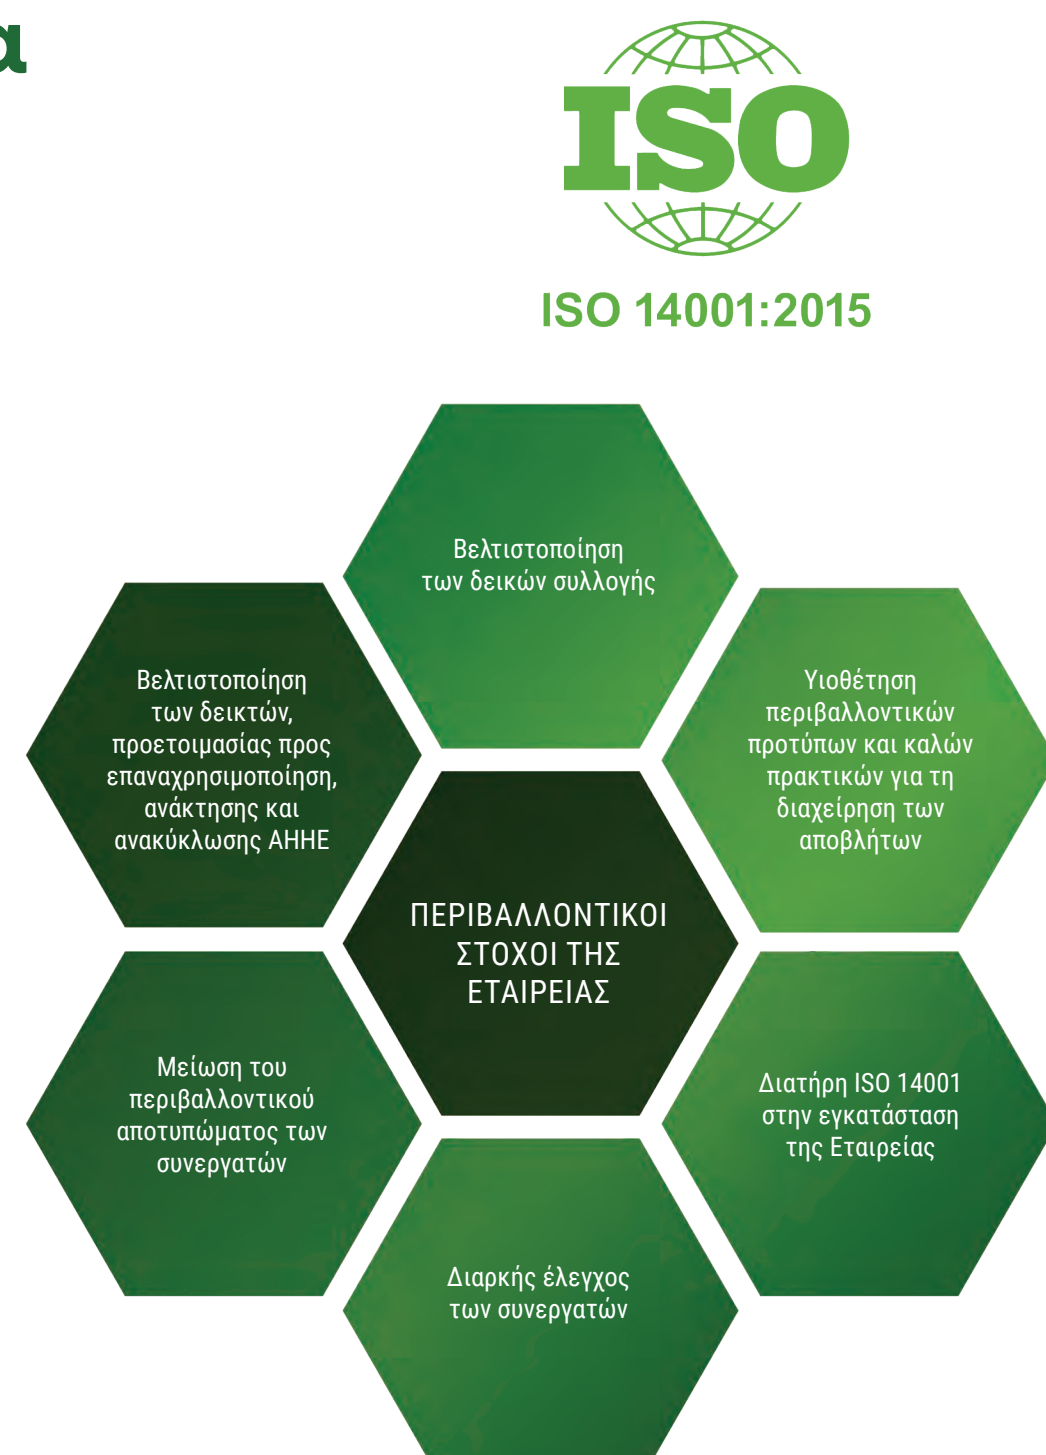 α
ISO
ISO 14001:2015
Βελτιστοποίηση
των δεικών συλλογής
Βελτιστοποίηση
των δεικτών,
προετοιμασίας προς
επαναχρησιμοποίηση,
ανάκτησης και
ανακύκλωσης ΑΗΗΕ
Υιοθέτηση
περιβαλλοντικών
προτύπων και καλών
πρακτικών για τη
διαχείρηση των
αποβλήτων
ΠΕΡΙΒΑΛΛΟΝΤΙΚΟΙ
ΣΤΟΧΟΙ ΤΗΣ
ΕΤΑΙΡΕΙΑΣ
Μείωση του
περιβαλλοντικού
αποτυπώματος των
συνεργατών
Διατήρη ISO 14001
στην εγκατάσταση
της Εταιρείας
Διαρκής έλεγχος
των συνεργατών